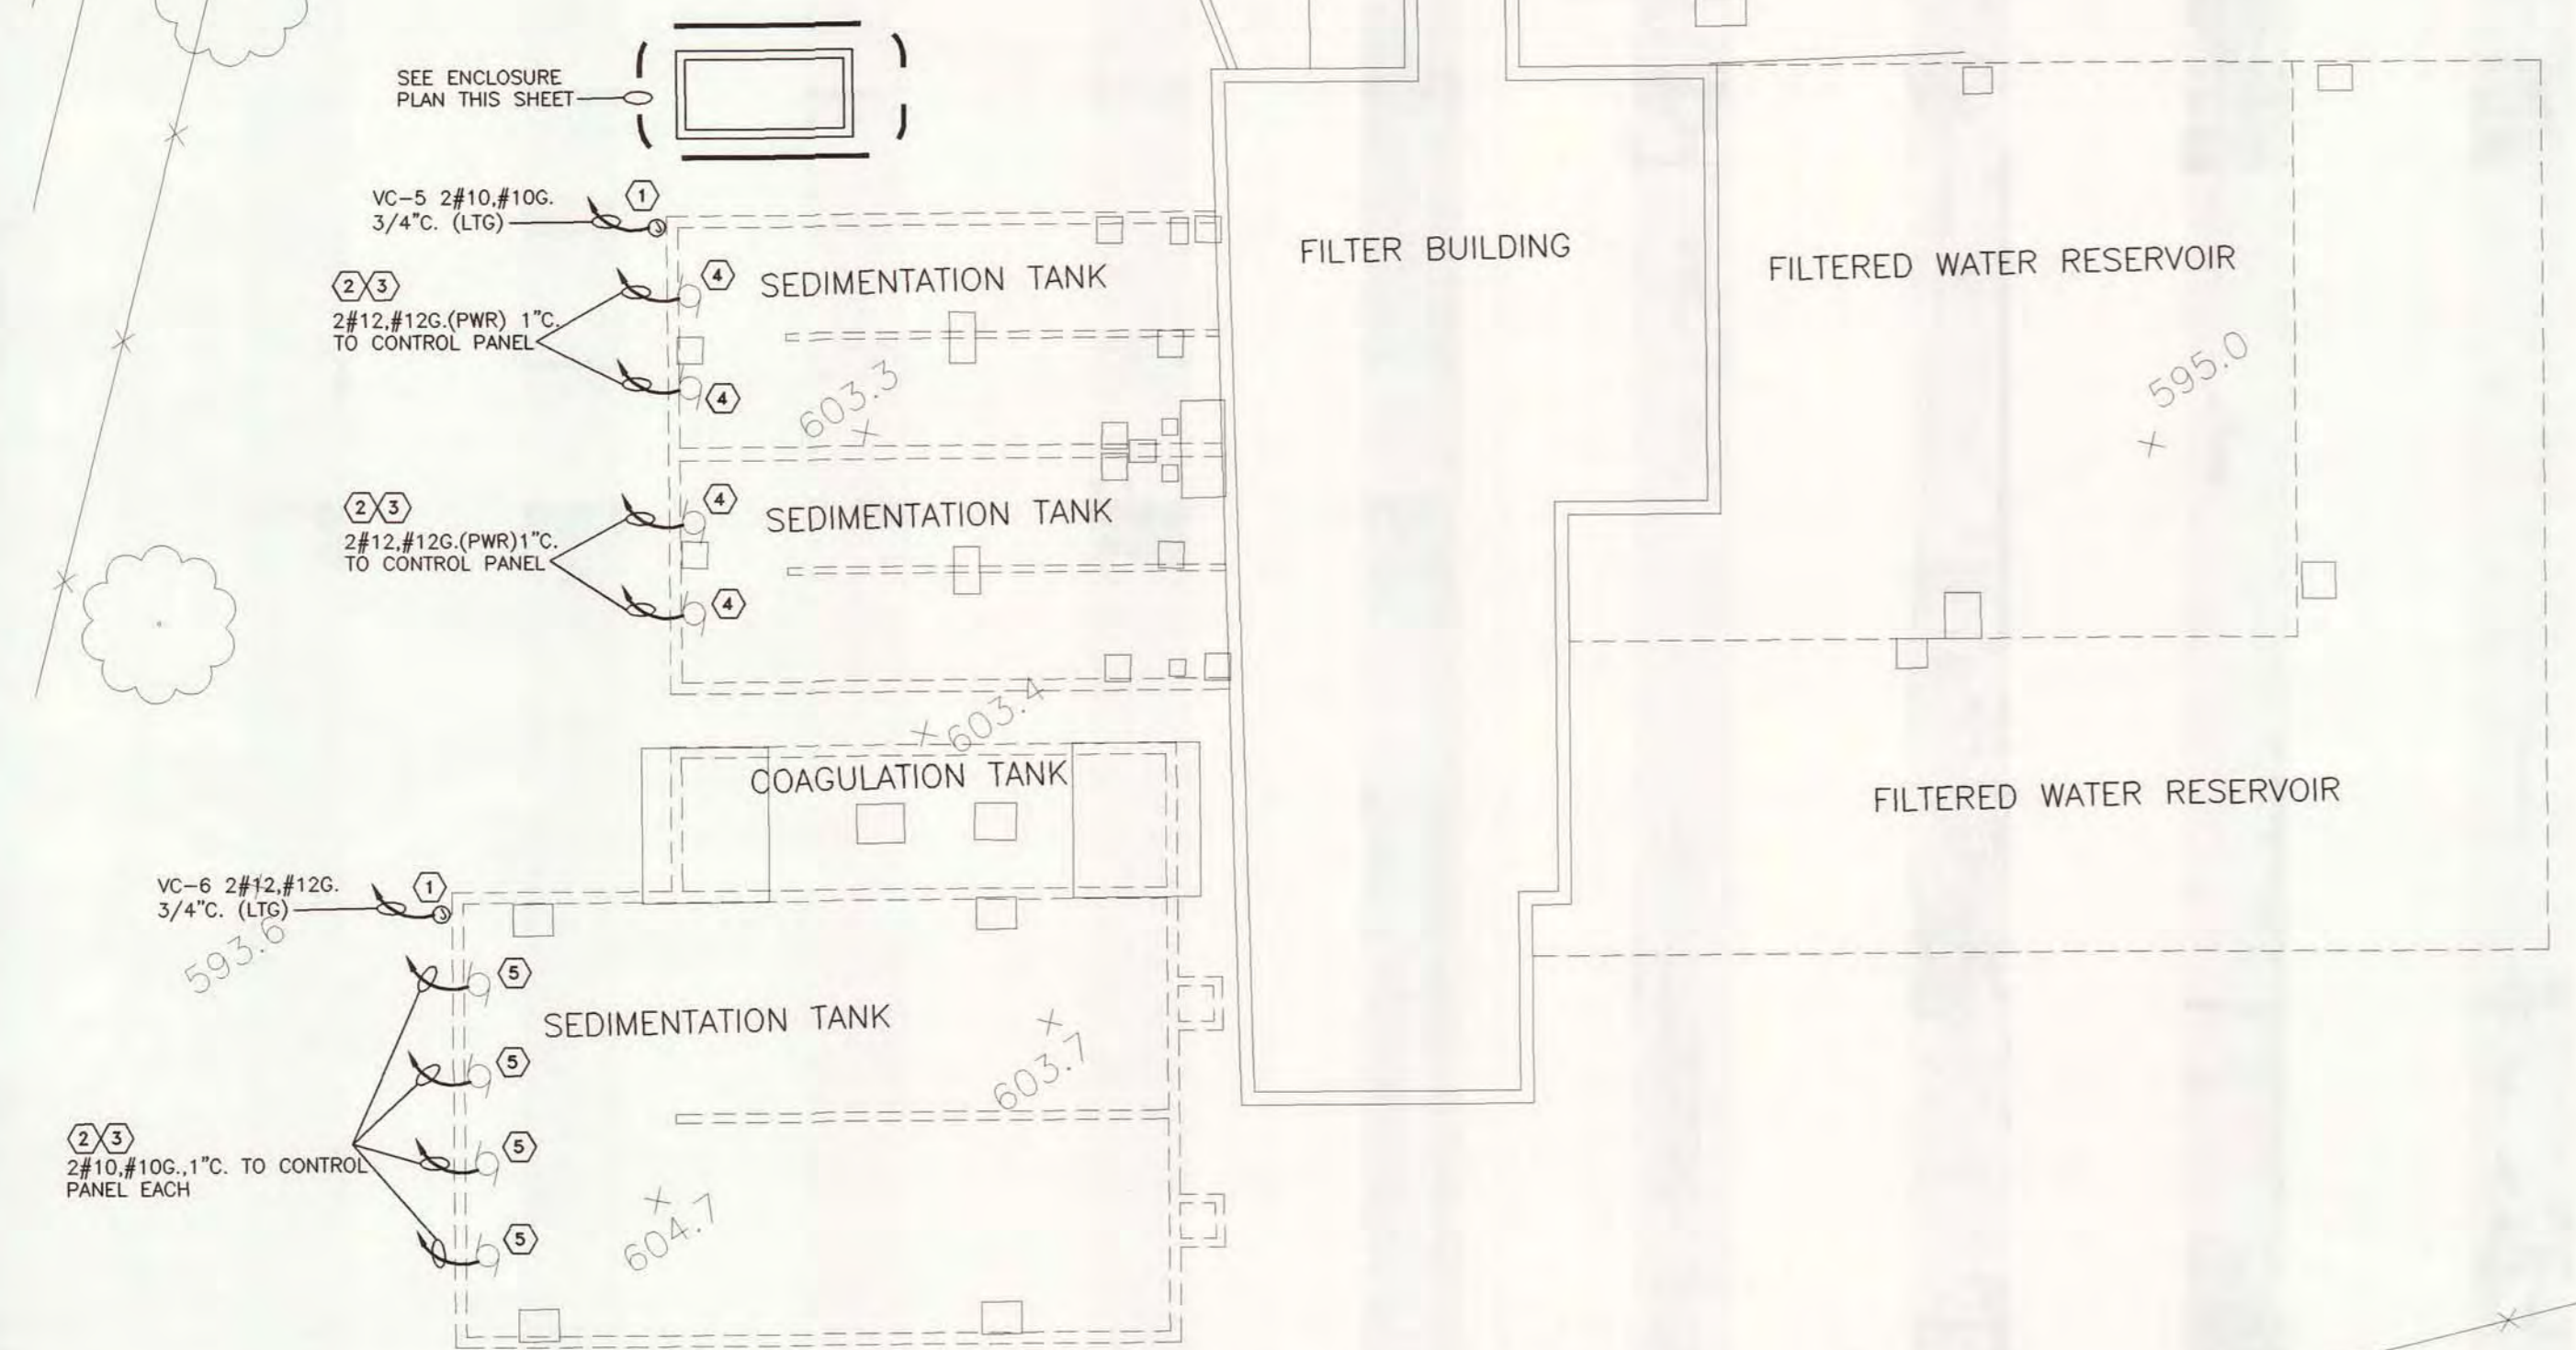 SEE ENCLOSURE
PLAN THIS SHEET
VC-5 2#10,#10G.
3/4"C. (LTG)
1
2 3
2#12,#12G.(PWR) 1"C.
TO CONTROL PANEL
4
4
SEDIMENTATION TANK
603.3
FILTER BUILDING
FILTERED WATER RESERVOIR
595.0
2 3
2#12,#12G.(PWR)1"C.
TO CONTROL PANEL
4
4
SEDIMENTATION TANK
603.4
COAGULATION TANK
FILTERED WATER RESERVOIR
VC-6 2#12,#12G.
3/4"C. (LTG)
1
593.6
5
5
5
5
SEDIMENTATION TANK
603.7
2 3
2#10,#10G.,1"C. TO CONTROL
PANEL EACH
604.7